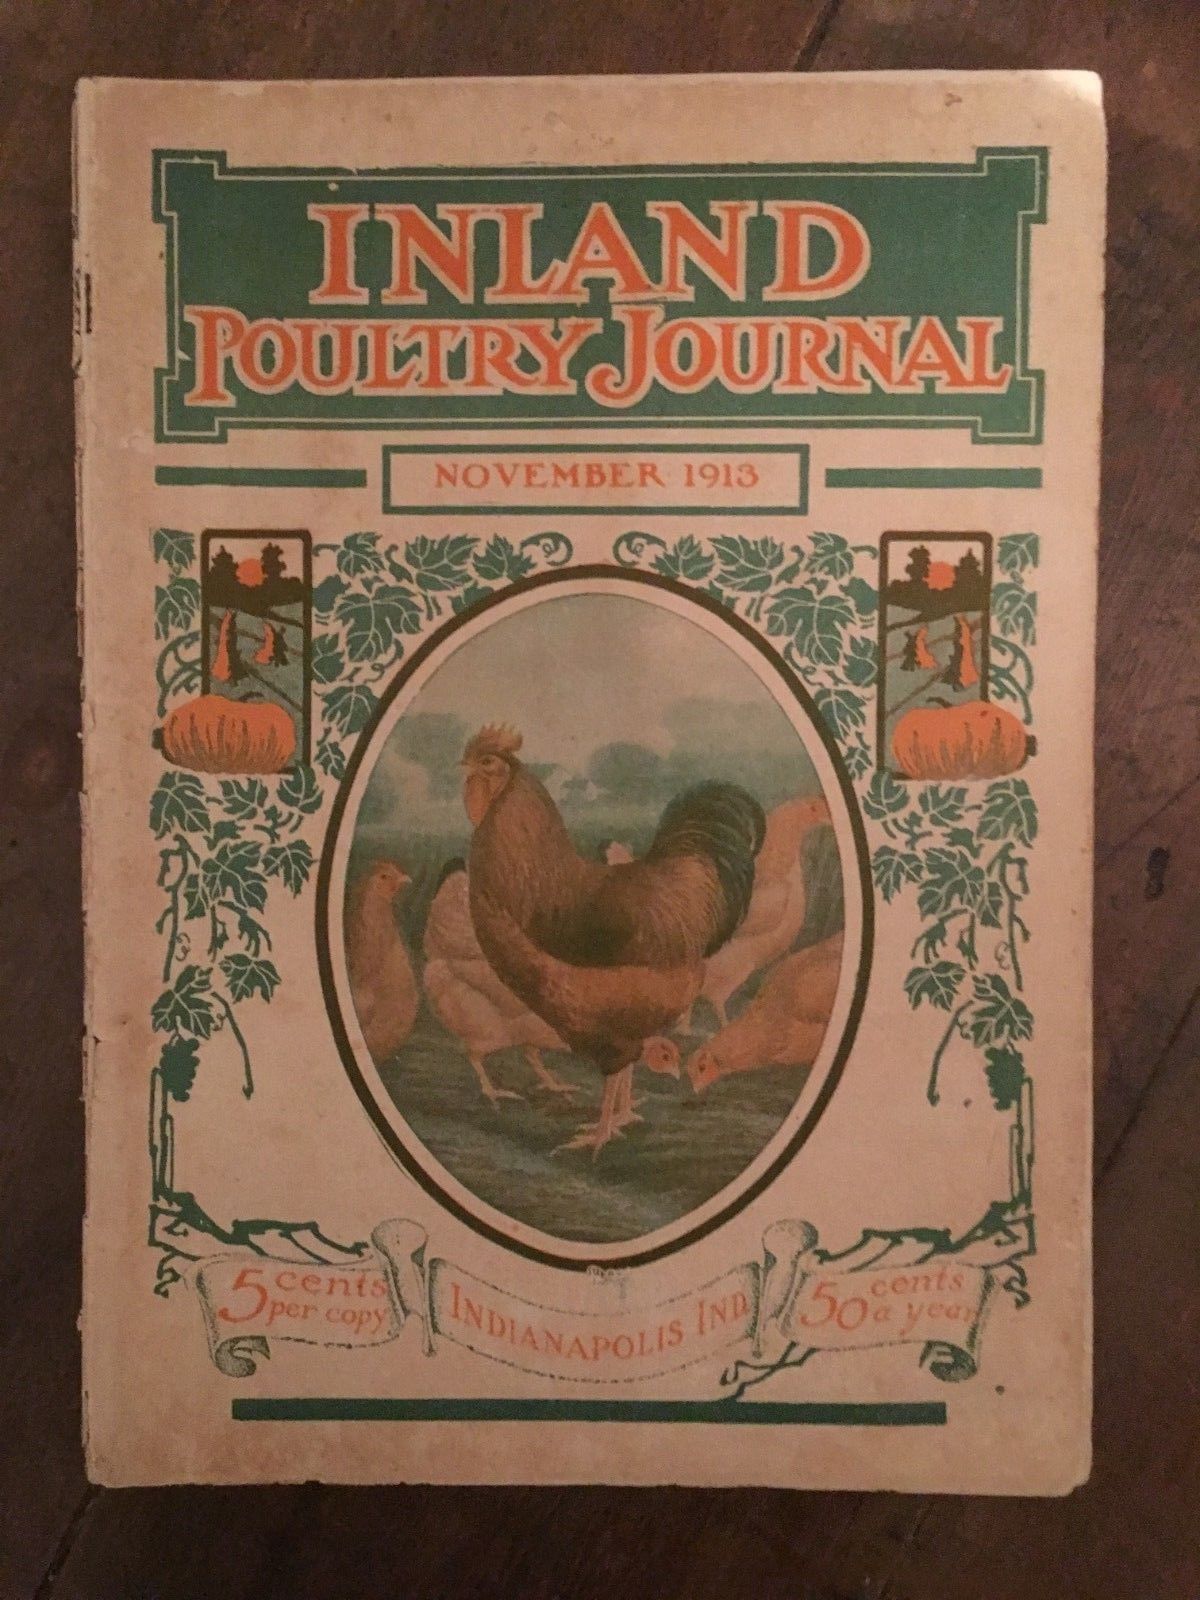 INLAND
POULTRY JOURNAL
NOVEMBER 1913
5 cents
per copy
INDIANAPOLIS IND.
50 cents
a year